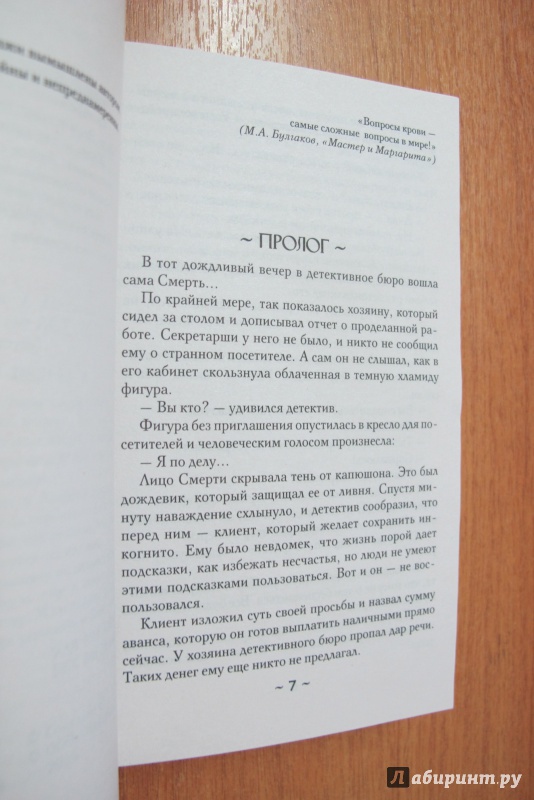 «Вопросы крови —
самые сложные вопросы в мире!»
(М.А. Булгаков, «Мастер и Маргарита»)
~ ПРОЛОГ ~
В тот дождливый вечер в детективное бюро вошла
сама Смерть...
По крайней мере, так показалось хозяину, который
сидел за столом и дописывал отчет о проделанной ра-
боте. Секретарши у него не было, и никто не сообщил
ему о странном посетителе. А сам он не слышал, как в
его кабинет скользнула облаченная в темную хламиду
фигура.
— Вы кто? — удивился детектив.
Фигура без приглашения опустилась в кресло для по-
сетителей и человеческим голосом произнесла:
— Я по делу...
Лицо Смерти скрывала тень от капюшона. Это был
дождевик, который защищал ее от ливня. Спустя ми-
нуту наваждение схлынуло, и детектив сообразил, что
перед ним — клиент, который желает сохранить ин-
когнито. Ему было невдомек, что жизнь порой дает
подсказки, как избежать несчастья, но люди не умеют
этими подсказками пользоваться. Вот и он — не вос-
пользовался.
Клиент изложил суть своей просьбы и назвал сумму
аванса, которую он готов выплатить наличными прямо
сейчас. У хозяина детективного бюро пропал дар речи.
Таких денег ему еще никто не предлагал.
~ 7 ~
Лабиринт.ру